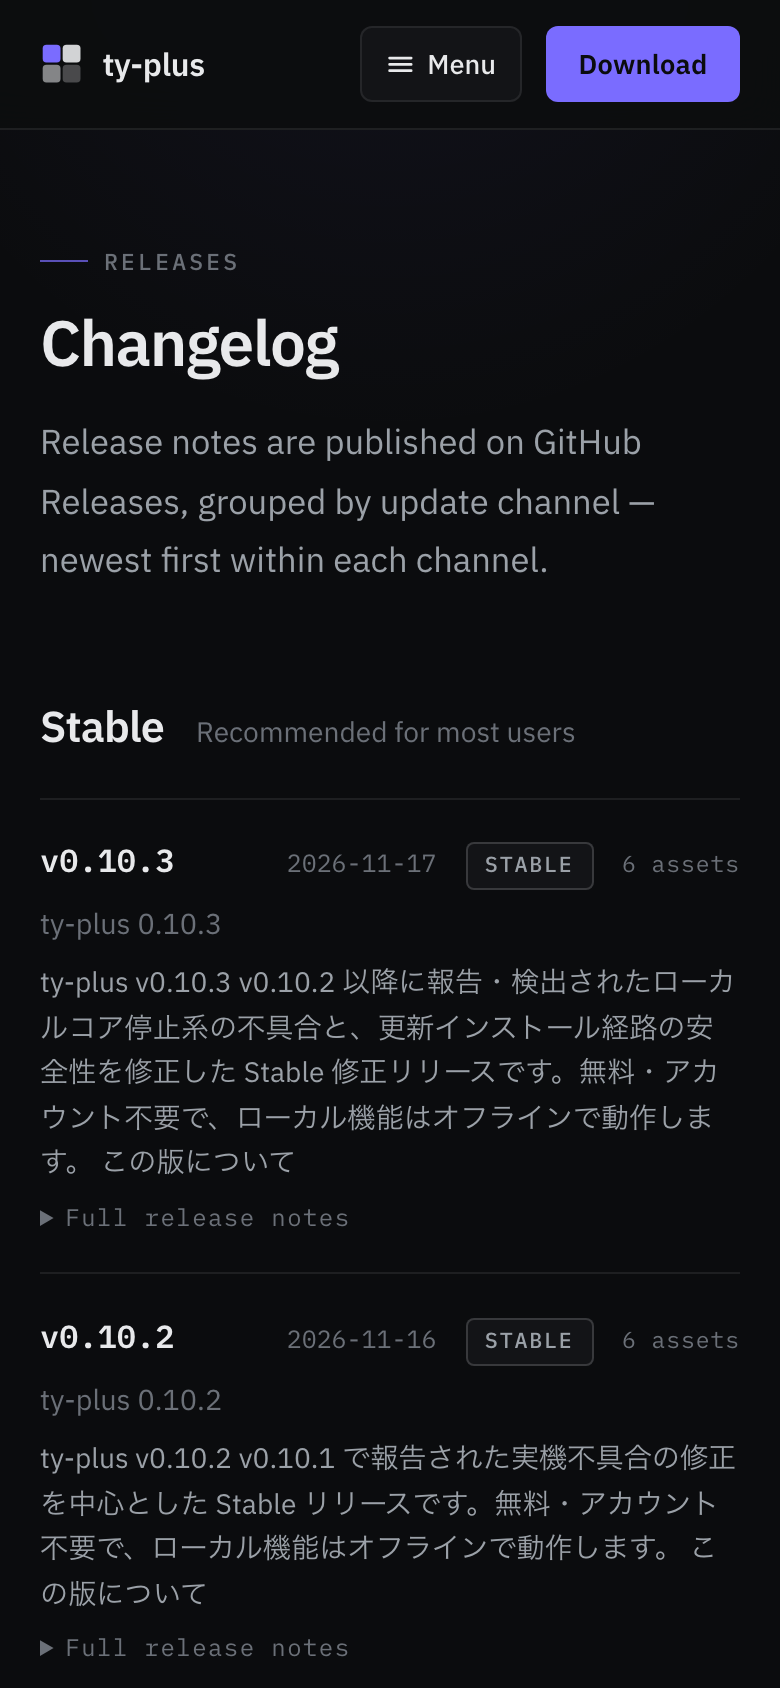 ty-plus
Menu
Download
RELEASES
Changelog
Release notes are published on GitHub
Releases, grouped by update channel —
newest first within each channel.
Stable Recommended for most users
v0.10.3 2026-11-17 STABLE 6 assets
ty-plus 0.10.3
ty-plus v0.10.3 v0.10.2 以降に報告・検出されたローカ
ルコア停止系の不具合と、更新インストール経路の安
全性を修正した Stable 修正リリースです。無料・アカ
ウント不要で、ローカル機能はオフラインで動作しま
す。 この版について
Full release notes
v0.10.2 2026-11-16 STABLE 6 assets
ty-plus 0.10.2
ty-plus v0.10.2 v0.10.1 で報告された実機不具合の修正
を中心とした Stable リリースです。無料・アカウント
不要で、ローカル機能はオフラインで動作します。 こ
の版について
Full release notes